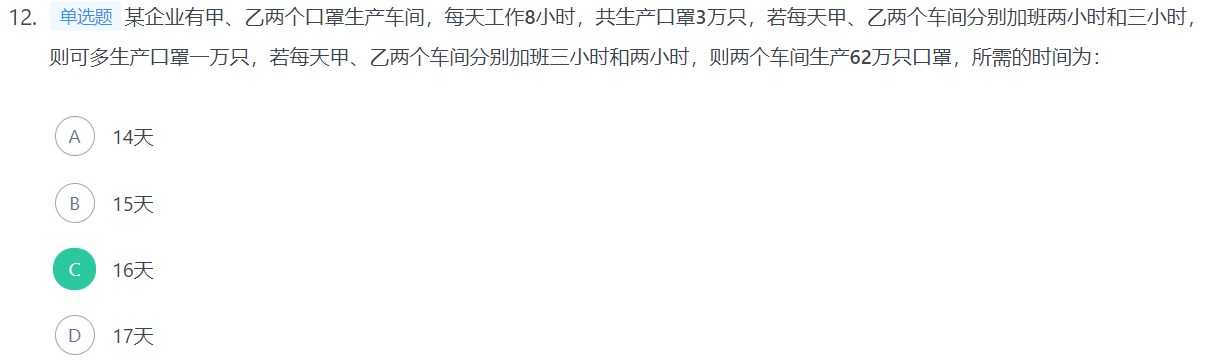 12. 单选题 某企业有甲、乙两个口罩生产车间，每天工作8小时，共生产口罩3万只，若每天甲、乙两个车间分别加班两小时和三小时，
则可多生产口罩一万只，若每天甲、乙两个车间分别加班三小时和两小时，则两个车间生产62万只口罩，所需的时间为：
A 14天
B 15天
C 16天
D 17天